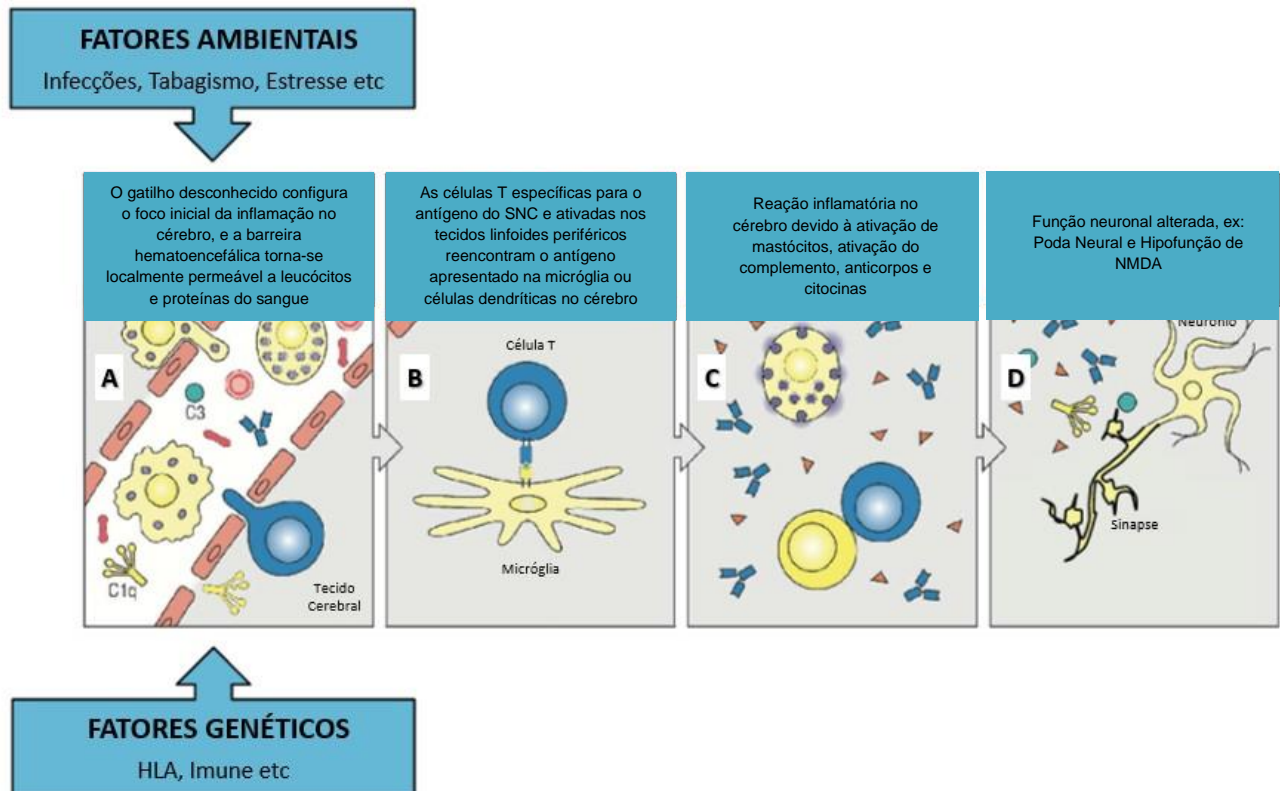 FATORES AMBIENTAIS
Infecções, Tabagismo, Estresse etc
O gatilho desconhecido configura
o foco inicial da inflamação no
cérebro, e a barreira
hematoencefálica torna-se
localmente permeável a leucócitos
e proteínas do sangue
A
C3
C1q
Tecido
Cerebral
As células T específicas para o
antígeno do SNC e ativadas nos
tecidos linfoides periféricos
reencontram o antígeno
apresentado na micróglia ou
células dendríticas no cérebro
B
Célula T
Micróglia
Reação inflamatória no
cérebro devido à ativação de
mastócitos, ativação do
complemento, anticorpos e
citocinas
C
Função neuronal alterada, ex:
Poda Neural e Hipofunção de
NMDA
D
Neurônio
Sinapse
FATORES GENÉTICOS
HLA, Imune etc